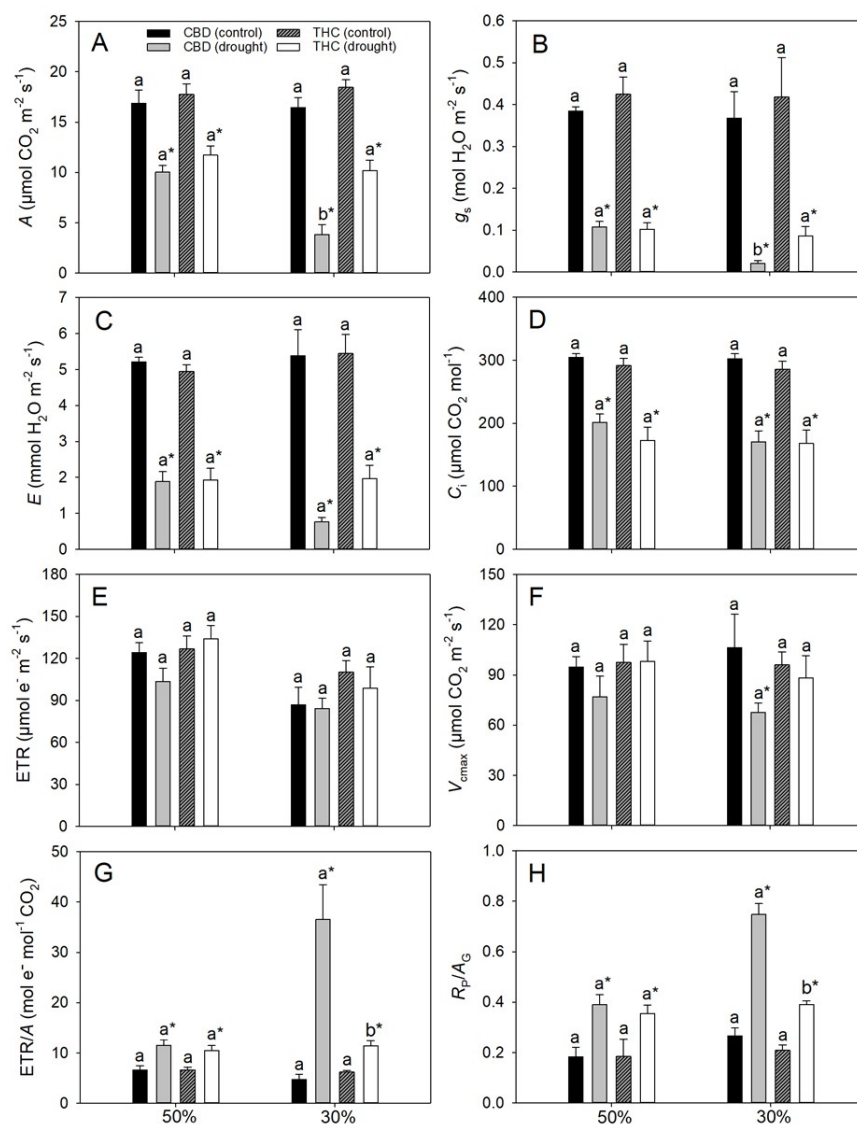 A
CBD (control) THC (control)
CBD (drought) THC (drought)
A (µmol CO2 m-2 s-1)
25
20
15
10
5
0
a a a a
a* a* b* a*
B
gs (mol H2O m-2 s-1)
0.6
0.5
0.4
0.3
0.2
0.1
0.0
a a a a
a* a* b* a*
C
E (mmol H2O m-2 s-1)
7
6
5
4
3
2
1
0
a a a a
a* a* a* a*
D
Ci (µmol CO2 mol-1)
400
300
200
100
0
a a a a
a* a* a* a*
E
ETR (µmol e- m-2 s-1)
180
150
120
90
60
30
0
a a a a a a a a
F
Vcmax (µmol CO2 m-2 s-1)
150
120
90
60
30
0
a a a a a a* a a
G
ETR/A (mol e- mol-1 CO2)
50
40
30
20
10
0
a a* a a* a a* a b*
50% 30%
H
RP/AG
1.0
0.8
0.6
0.4
0.2
0.0
a a* a a* a a* a b*
50% 30%